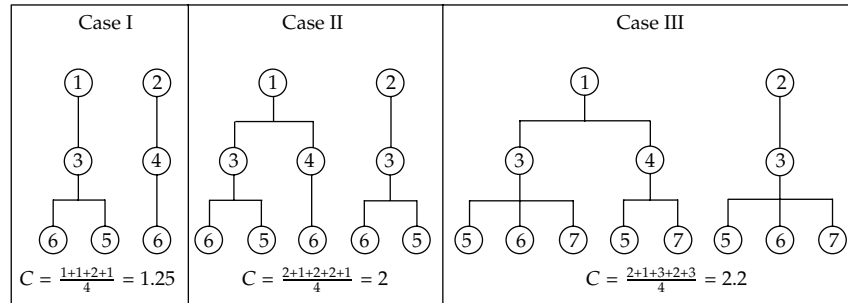 Case I
1 2
3 4
6 5 6
C = \frac{1+1+2+1}{4} = 1.25
Case II
1 2
3 4 3
6 5 6 6 5
C = \frac{2+1+2+2+1}{4} = 2
Case III
1 2
3 4 3
5 6 7 5 7 5 6 7
C = \frac{2+1+3+2+3}{4} = 2.2